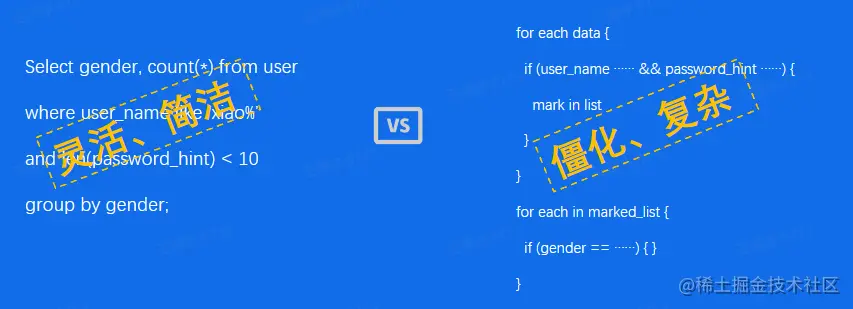 Select gender, count(*) from user
where user_name like 'xiao%'
and len(password_hint) < 10
group by gender;
灵活、简洁
VS
for each data {
if (user_name ······ && password_hint ······) {
mark in list
}
}
for each in marked_list {
if (gender == ······) { }
}
僵化、复杂
@稀土掘金技术社区